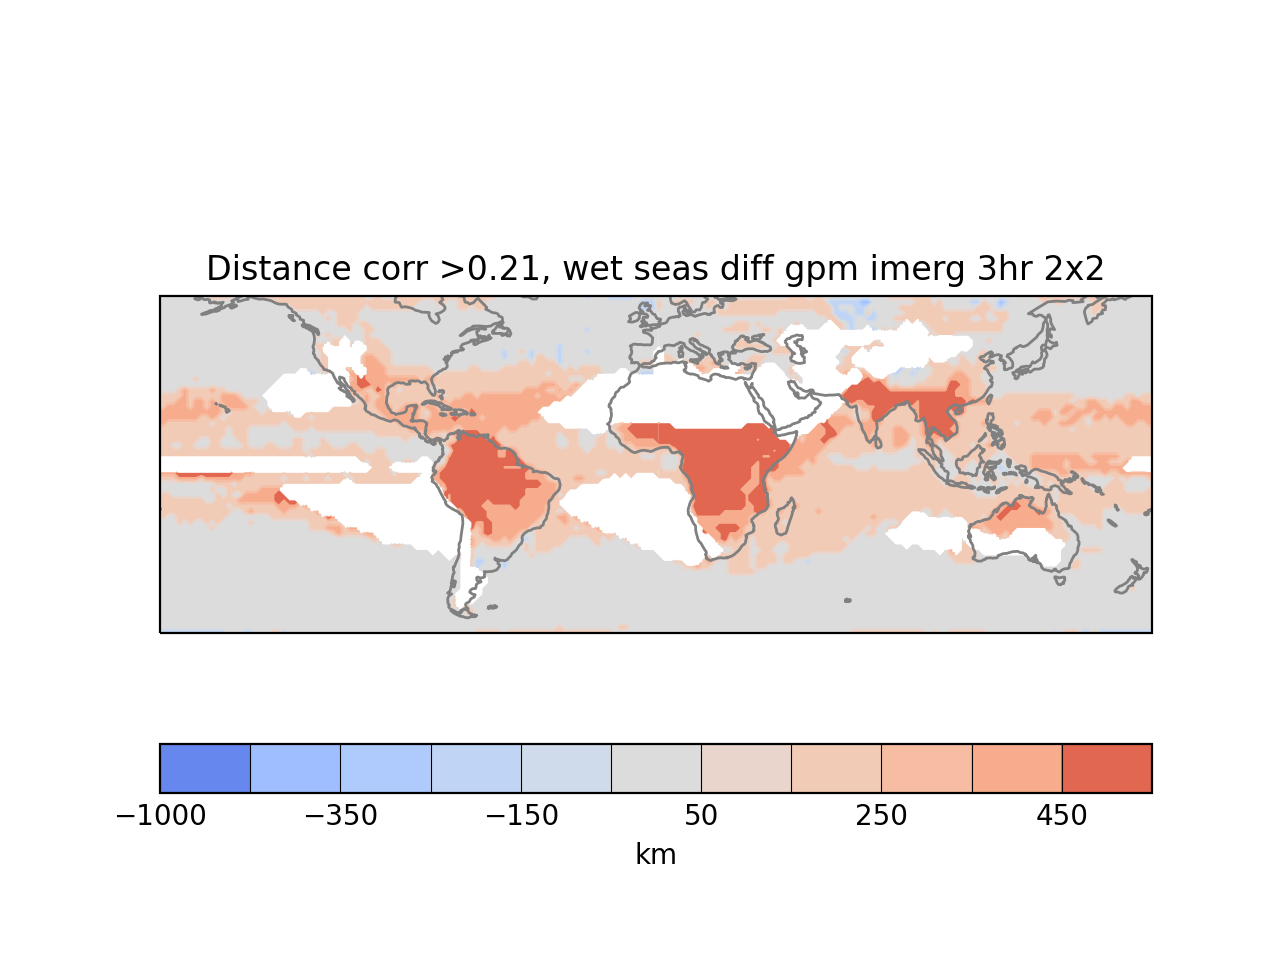 Distance corr >0.21, wet seas diff gpm imerg 3hr 2x2
−1000 −350 −150 50 250 450
km